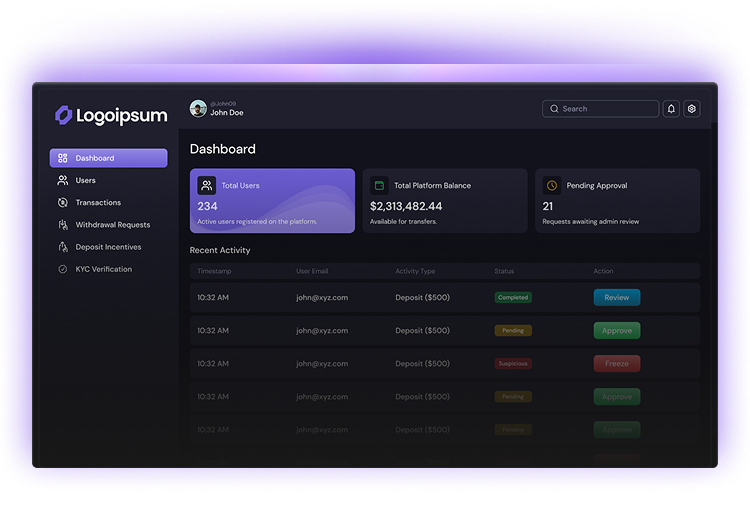 Logoipsum
@John09
John Doe
Search
Dashboard
Users
Transactions
Withdrawal Requests
Deposit Incentives
KYC Verification
Dashboard
Total Users
234
Active users registered on the platform.
Total Platform Balance
$2,313,482.44
Available for transfers.
Pending Approval
21
Requests awaiting admin review
Recent Activity
Timestamp User Email Activity Type Status Action
10:32 AM john@xyz.com Deposit ($500) Completed Review
10:32 AM john@xyz.com Deposit ($500) Pending Approve
10:32 AM john@xyz.com Deposit ($500) Suspicious Freeze
10:32 AM john@xyz.com Deposit ($500) Pending Approve
10:32 AM john@xyz.com Deposit ($500) Pending Approve